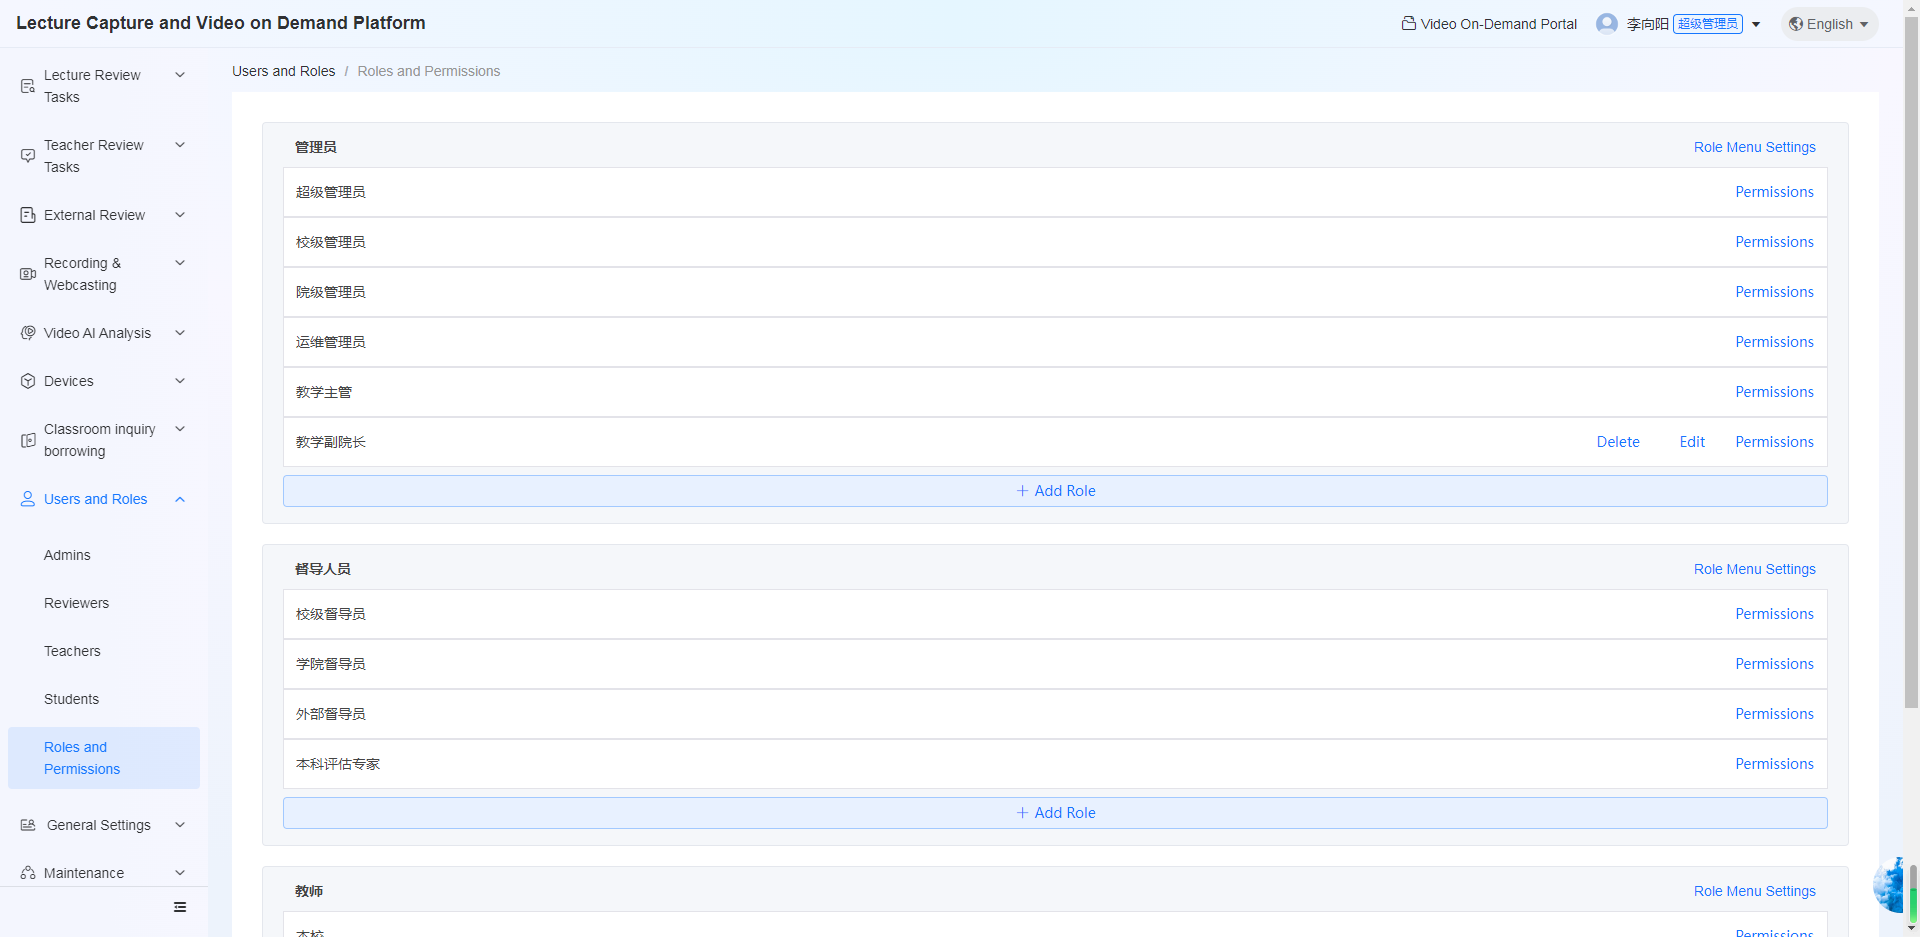 Lecture Capture and Video on Demand Platform
Video On-Demand Portal
李向阳 超级管理员
English
Lecture Review
Tasks
Teacher Review
Tasks
External Review
Recording &
Webcasting
Video AI Analysis
Devices
Classroom inquiry
borrowing
Users and Roles
Admins
Reviewers
Teachers
Students
Roles and
Permissions
General Settings
Maintenance
Users and Roles / Roles and Permissions
管理员 Role Menu Settings
超级管理员 Permissions
校级管理员 Permissions
院级管理员 Permissions
运维管理员 Permissions
教学主管 Permissions
教学副院长 Delete Edit Permissions
+ Add Role
督导人员 Role Menu Settings
校级督导员 Permissions
学院督导员 Permissions
外部督导员 Permissions
本科评估专家 Permissions
+ Add Role
教师 Role Menu Settings
本校 Permissions